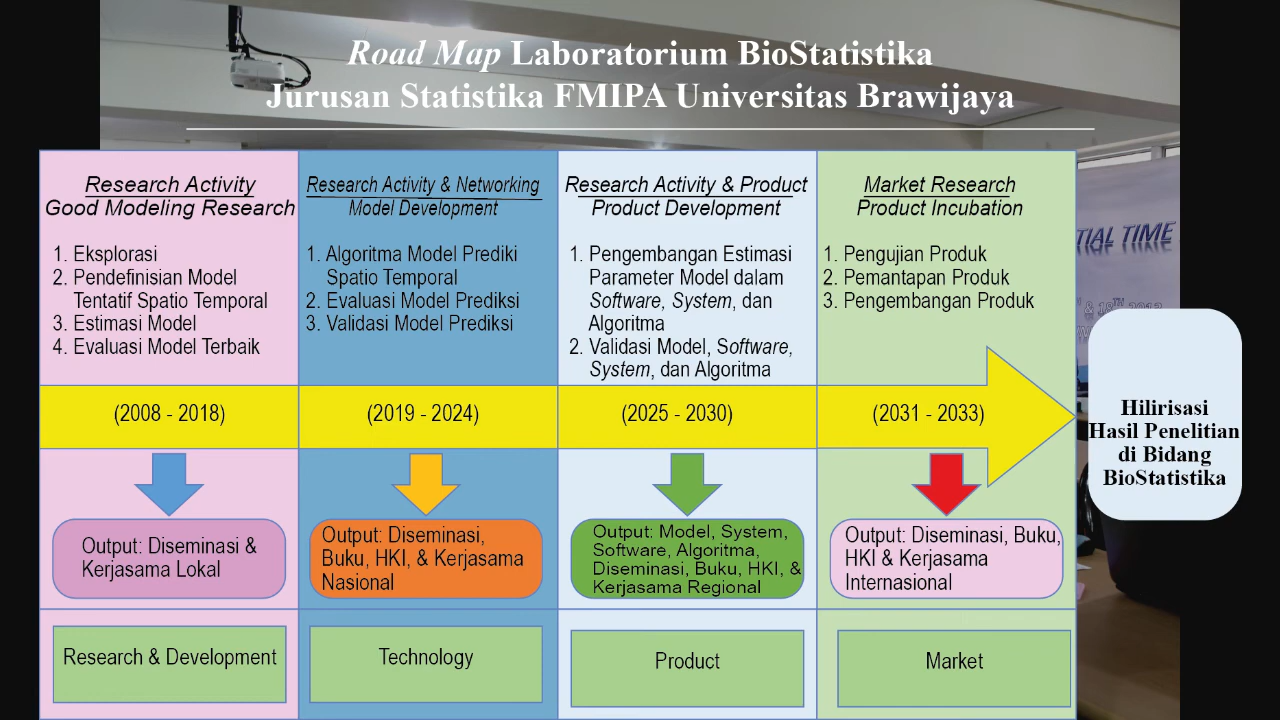 Road Map Laboratorium BioStatistika
Jurusan Statistika FMIPA Universitas Brawijaya
Research Activity
Good Modeling Research
1. Eksplorasi
2. Pendefinisian Model
Tentatif Spatio Temporal
3. Estimasi Model
4. Evaluasi Model Terbaik
Research Activity & Networking
Model Development
1. Algoritma Model Prediki
Spatio Temporal
2. Evaluasi Model Prediksi
3. Validasi Model Prediksi
Research Activity & Product
Product Development
1. Pengembangan Estimasi
Parameter Model dalam
Software, System, dan
Algoritma
2. Validasi Model, Software,
System, dan Algoritma
Market Research
Product Incubation
1. Pengujian Produk
2. Pemantapan Produk
3. Pengembangan Produk
TIAL TIME
& 18TH 2013
(2008 - 2018)
(2019 - 2024)
(2025 - 2030)
(2031 - 2033)
Hilirisasi
Hasil Penelitian
di Bidang
BioStatistika
Output: Diseminasi &
Kerjasama Lokal
Output: Diseminasi,
Buku, HKI, & Kerjasama
Nasional
Output: Model, System,
Software, Algoritma,
Diseminasi, Buku, HKI, &
Kerjasama Regional
Output: Diseminasi, Buku,
HKI & Kerjasama
Internasional
Research & Development
Technology
Product
Market